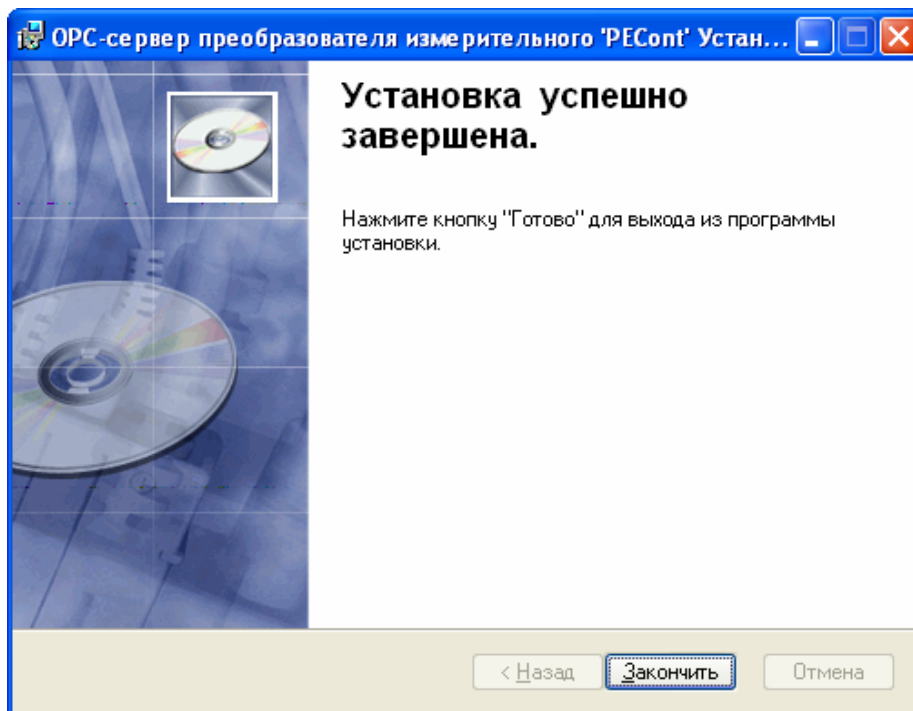 OPC-сервер преобразователя измерительного 'PECont' Устан...
Установка успешно
завершена.
Нажмите кнопку "Готово" для выхода из программы
установки.
< Назад
Закончить
Отмена